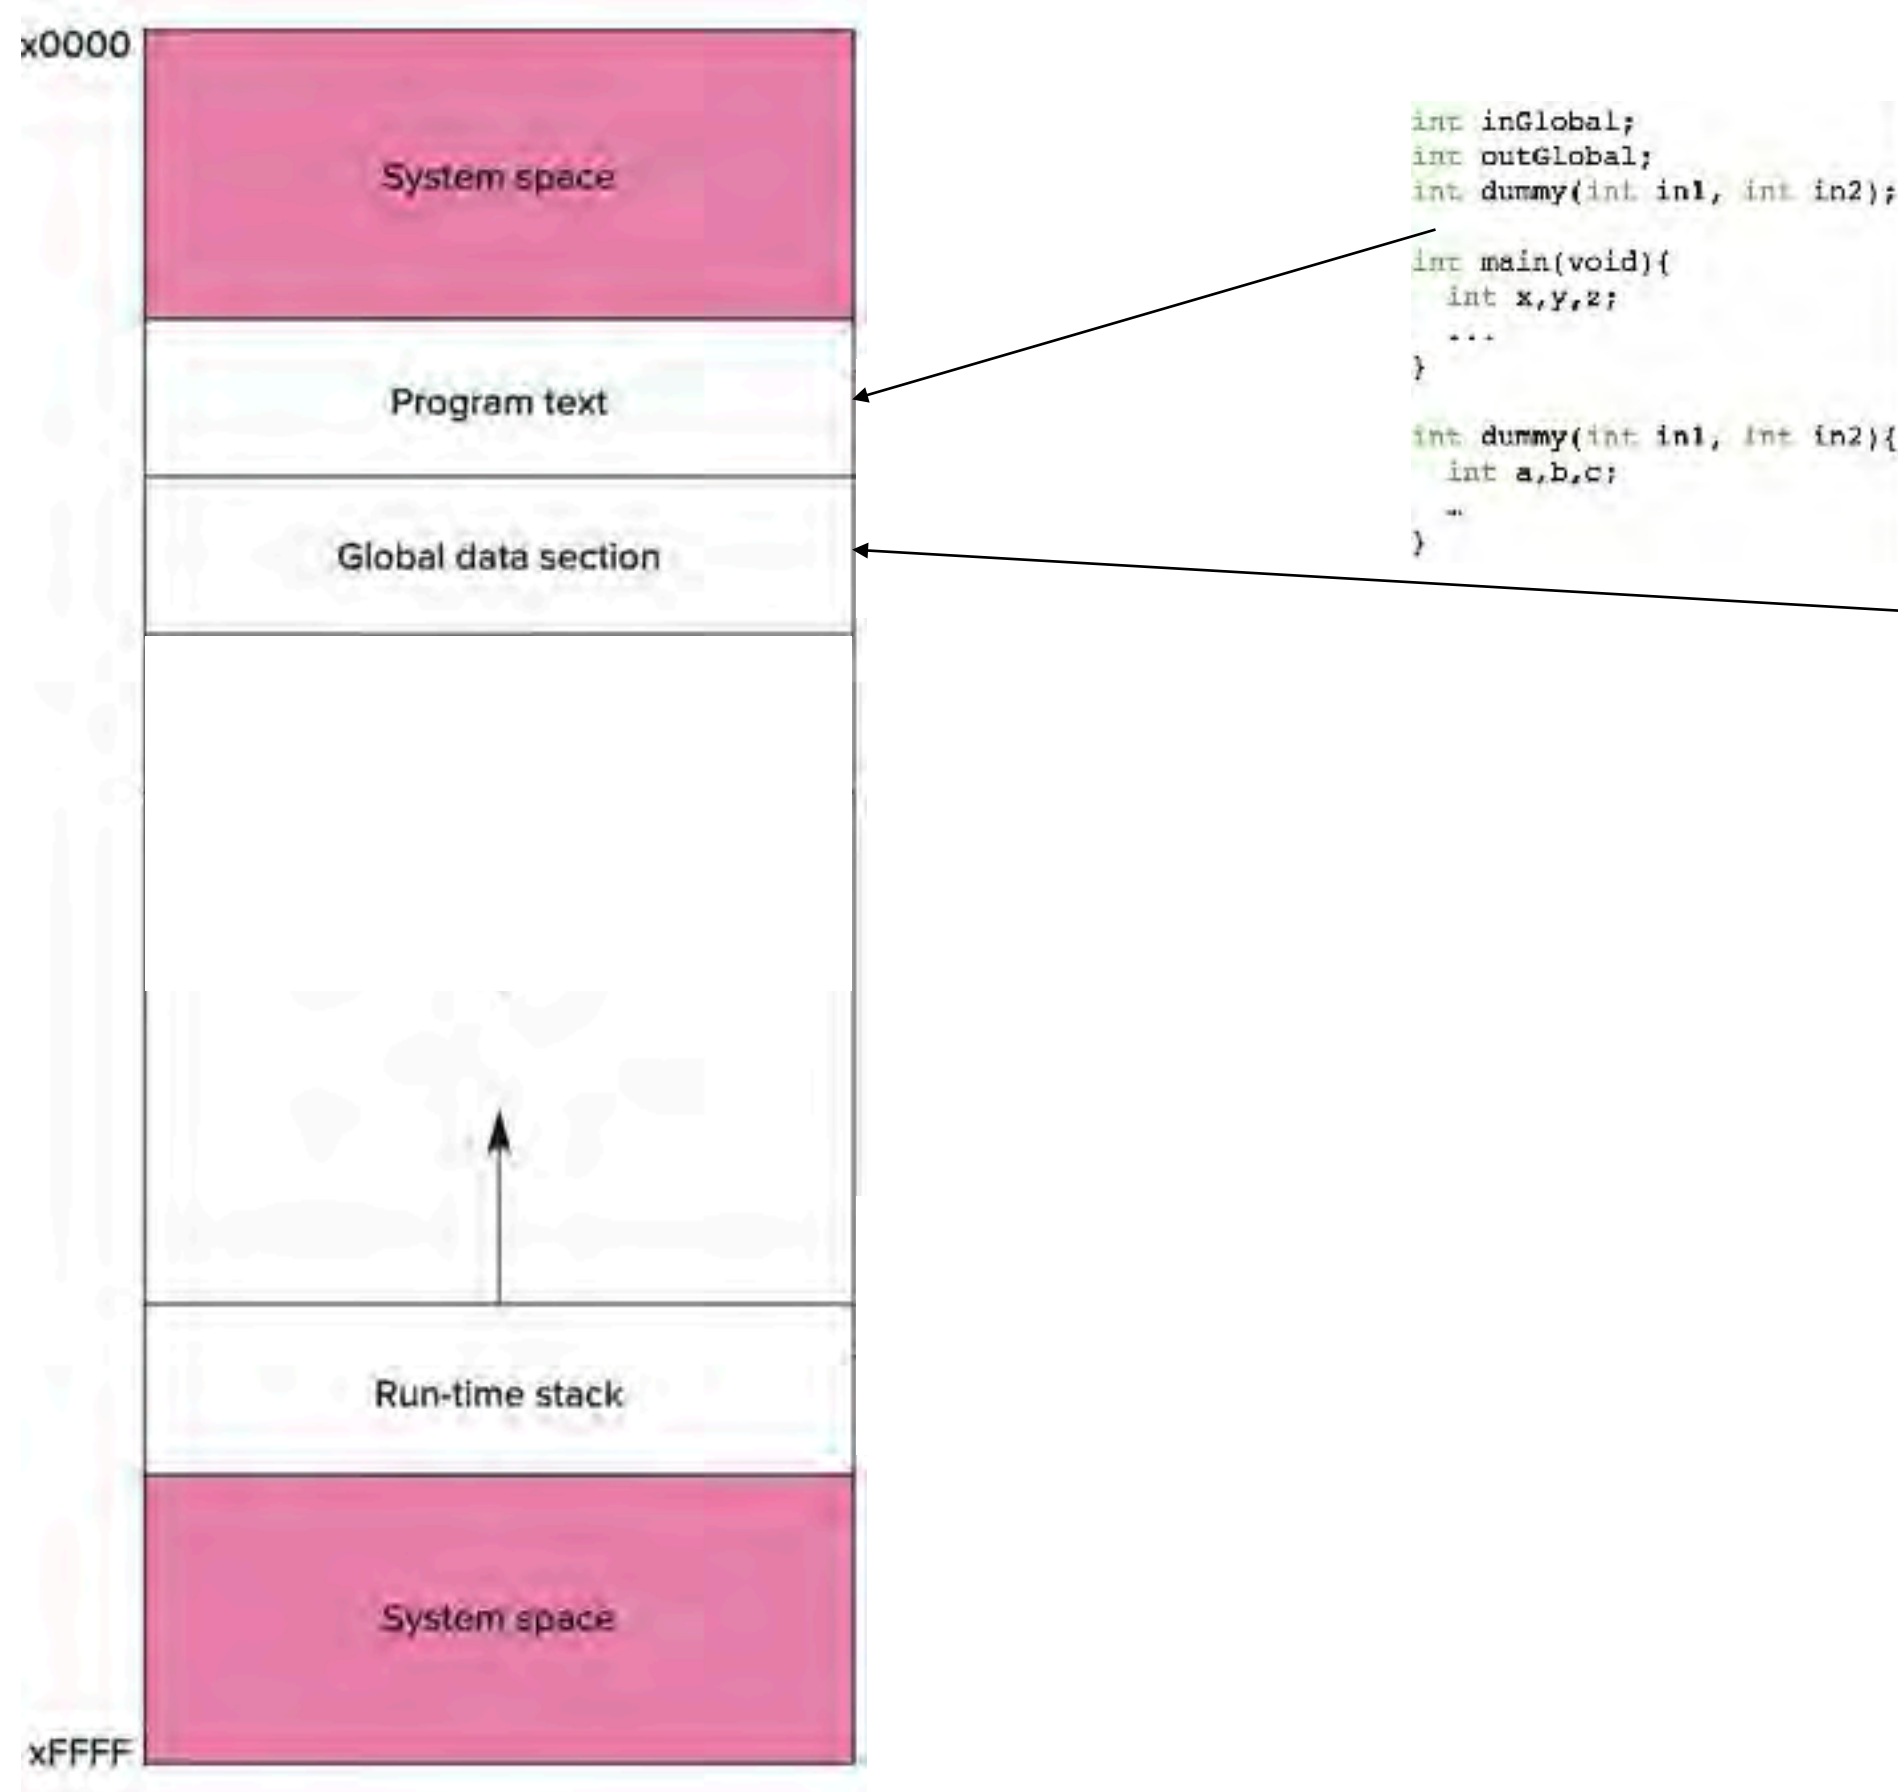 x0000
System space
Program text
Global data section
Run-time stack
System space
xFFFF
int inGlobal;
int outGlobal;
int dummy(int in1, int in2);
int main(void){
int x,y,z;
...
}
int dummy(int in1, int in2){
int a,b,c;
…
}